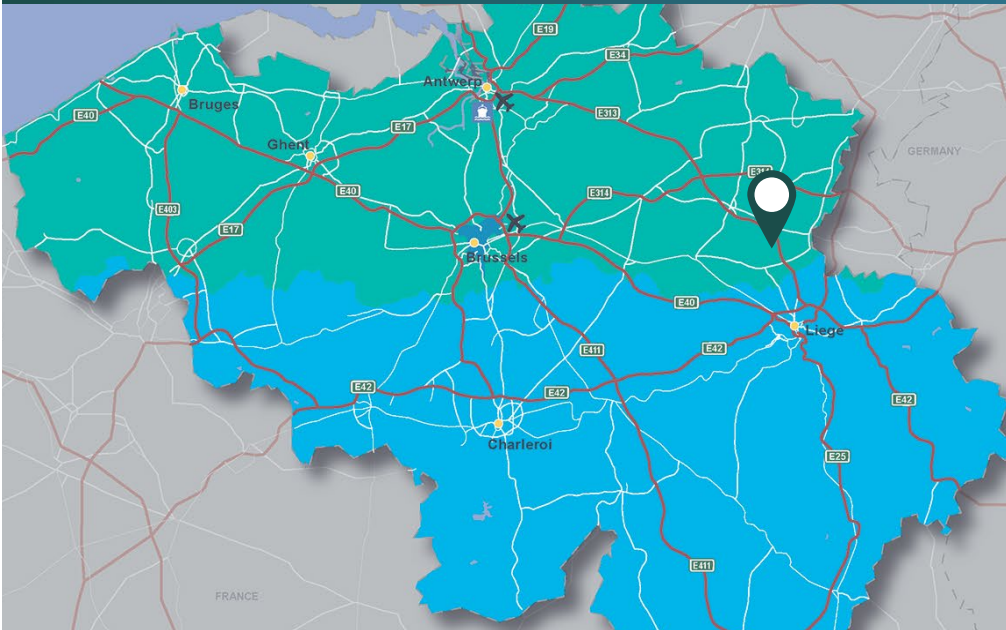 E19
E34
Antwerp
Bruges
E40
E313
E17
Ghent
GERMANY
E40
E314
E403
E17
Brussels
E40
Liege
E411
E42
E42
E42
E42
Charleroi
E25
E411
FRANCE